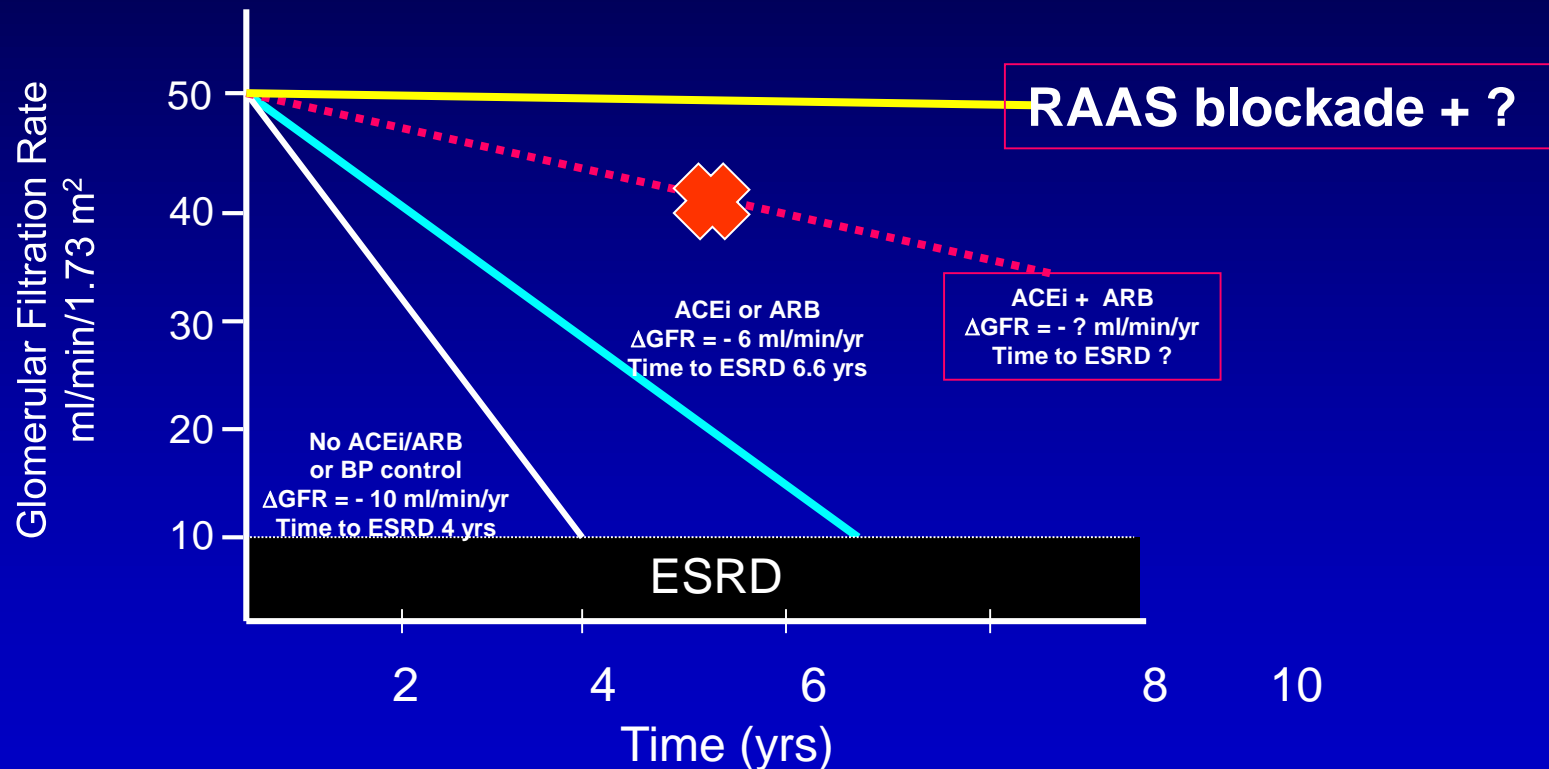 Glomerular Filtration Rate
ml/min/1.73 m²
50
40
30
20
10
RAAS blockade + ?
ACEi + ARB
ΔGFR = - ? ml/min/yr
Time to ESRD ?
ACEi or ARB
ΔGFR = - 6 ml/min/yr
Time to ESRD 6.6 yrs
No ACEi/ARB
or BP control
ΔGFR = - 10 ml/min/yr
Time to ESRD 4 yrs
ESRD
2 4 6 8 10
Time (yrs)